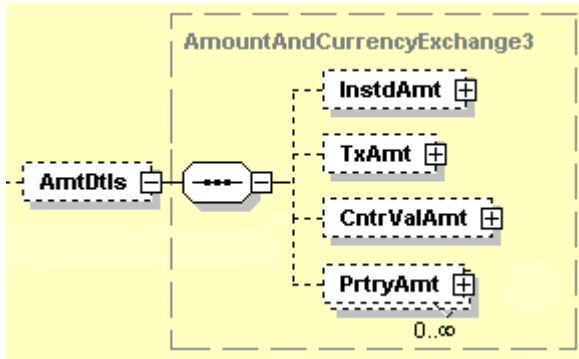 AmountAndCurrencyExchange3
InstdAmt
TxAmt
AmtDtls
CntrValAmt
PrtryAmt
0..∞